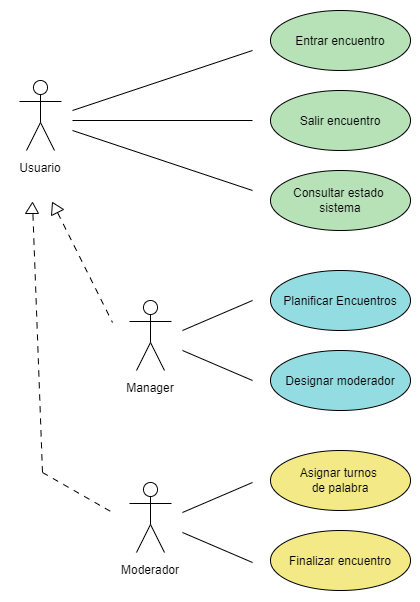 Entrar encuentro
Salir encuentro
Usuario
Consultar estado
sistema
Planificar Encuentros
Manager
Designar moderador
Asignar turnos
de palabra
Moderador
Finalizar encuentro